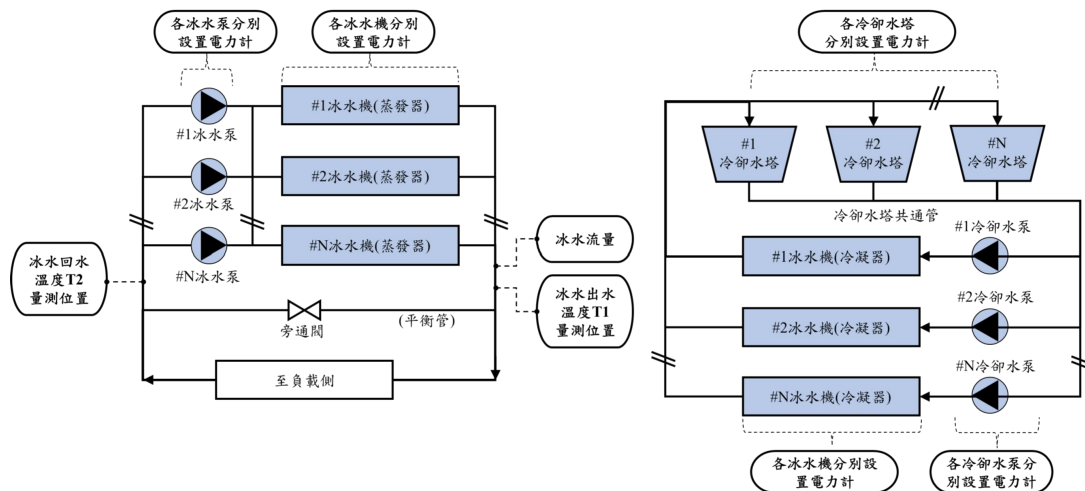 各冰水泵分別
設置電力計
各冰水機分別
設置電力計
#1冰水機(蒸發器)
#1冰水泵
#2冰水機(蒸發器)
#2冰水泵
#N冰水機(蒸發器)
#N冰水泵
冰水回水
溫度T2
量測位置
冰水流量
冰水出水
溫度T1
量測位置
旁通閥
(平衡管)
至負載側
各冷卻水塔
分別設置電力計
#1
冷卻水塔
#2
冷卻水塔
#N
冷卻水塔
冷卻水塔共通管
#1冷卻水泵
#1冰水機(冷凝器)
#2冷卻水泵
#2冰水機(冷凝器)
#N冷卻水泵
#N冰水機(冷凝器)
各冰水機分別設
置電力計
各冷卻水泵分
別設置電力計